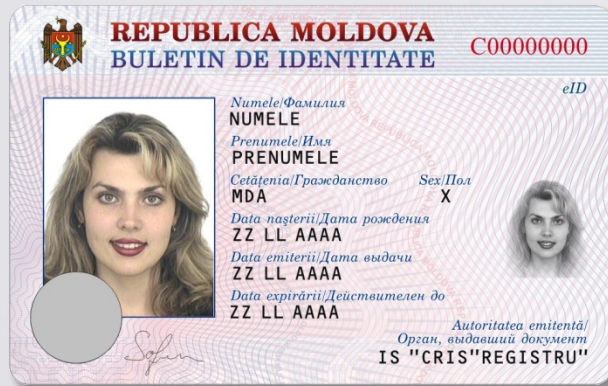 REPUBLICA MOLDOVA
BULETIN DE IDENTITATE
C00000000
eID
Numele/Фамилия
NUMELE
Prenumele/Имя
PRENUMELE
Cetăţenia/Гражданство Sex/Пол
MDA X
Data naşterii/Дата рождения
ZZ LL AAAA
Data emiterii/Дата выдачи
ZZ LL AAAA
Data expirării/Действителен до
ZZ LL AAAA
Autoritatea emitentă/
Орган, выдавший документ
IS "CRIS"REGISTRU"